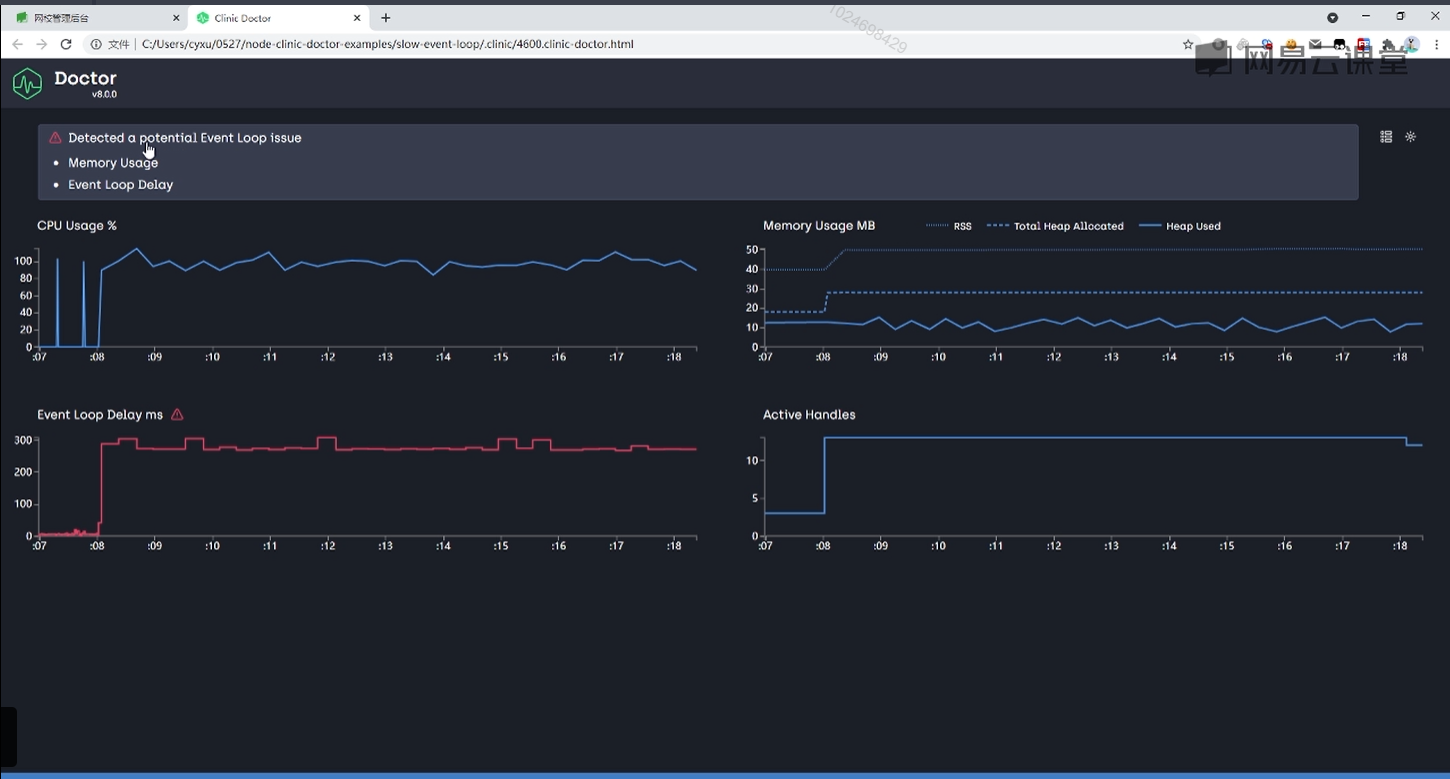 网校管理后台
Clinic Doctor
1024698429
文件 C:/Users/cyxu/0527/node-clinic-doctor-examples/slow-event-loop/.clinic/4600.clinic-doctor.html
网易云课堂
Doctor
v8.0.0
Detected a potential Event Loop issue
Memory Usage
Event Loop Delay
CPU Usage %
100
80
60
40
20
0
:07 :08 :09 :10 :11 :12 :13 :14 :15 :16 :17 :18
Memory Usage MB RSS Total Heap Allocated Heap Used
50
40
30
20
10
0
:07 :08 :09 :10 :11 :12 :13 :14 :15 :16 :17 :18
Event Loop Delay ms
300
200
100
0
:07 :08 :09 :10 :11 :12 :13 :14 :15 :16 :17 :18
Active Handles
10
5
0
:07 :08 :09 :10 :11 :12 :13 :14 :15 :16 :17 :18